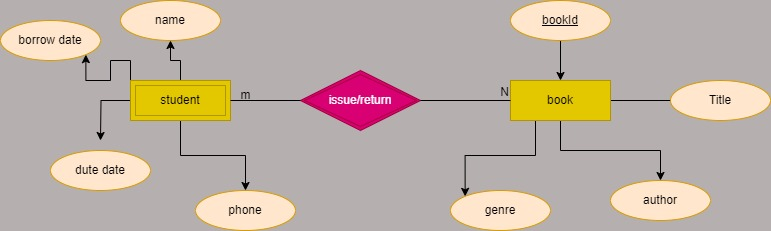 name
bookId
borrow date
student
m
issue/return
N
book
Title
dute date
phone
genre
author